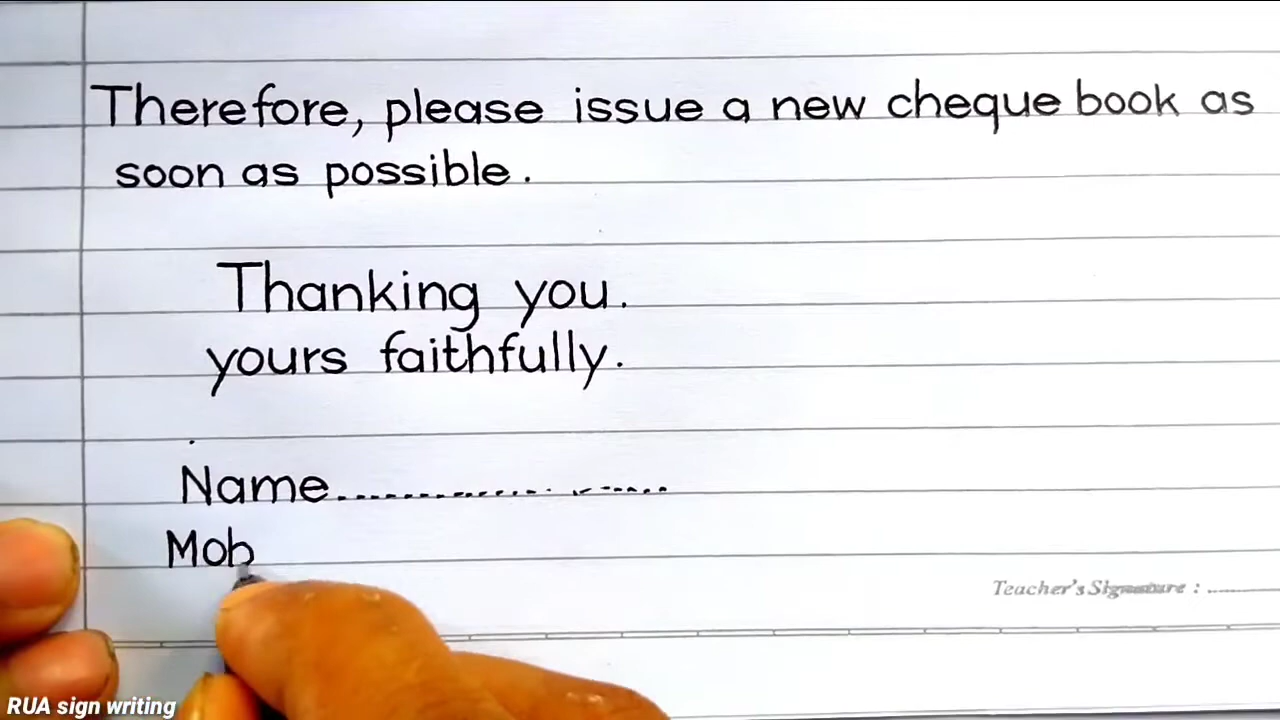 Therefore, please issue a new cheque book as
soon as possible.
Thanking you.
yours faithfully.
Name........................
Mob
Teacher's Signature : ......
RUA sign writing